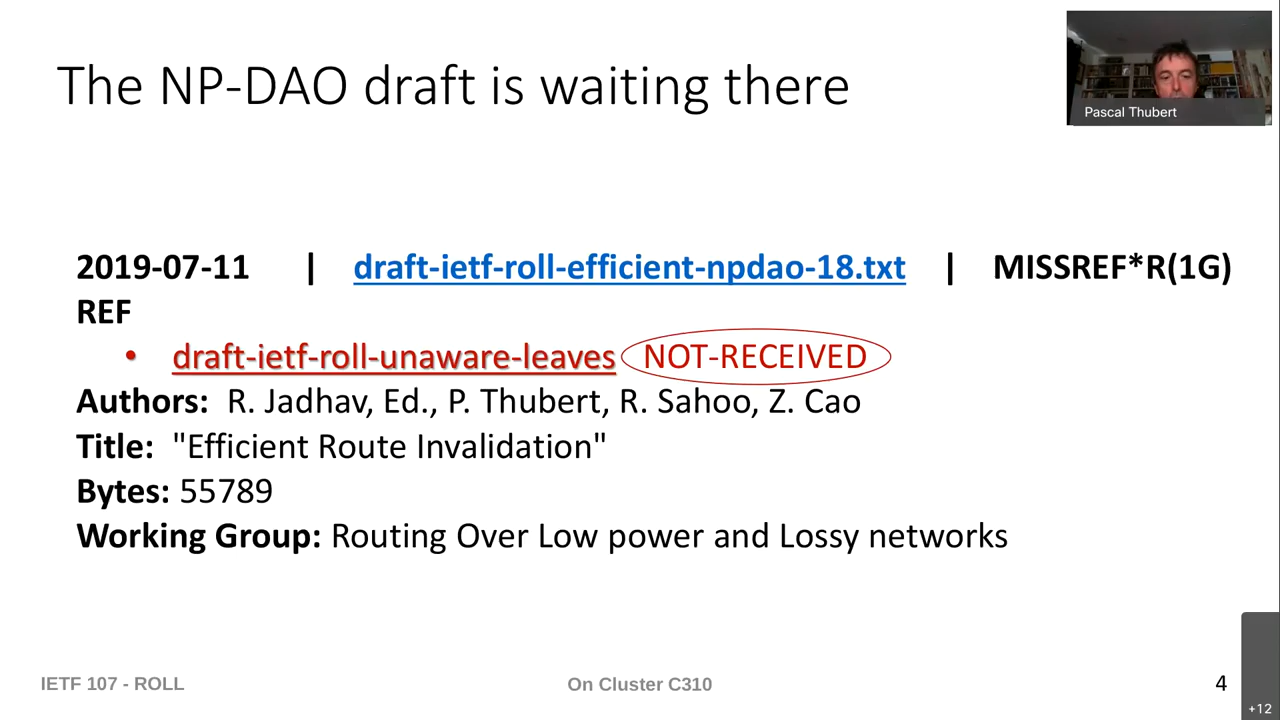 The NP-DAO draft is waiting there
Pascal Thubert
2019-07-11 | draft-ietf-roll-efficient-npdao-18.txt | MISSREF*R(1G)
REF
• draft-ietf-roll-unaware-leaves NOT-RECEIVED
Authors: R. Jadhav, Ed., P. Thubert, R. Sahoo, Z. Cao
Title: "Efficient Route Invalidation"
Bytes: 55789
Working Group: Routing Over Low power and Lossy networks
IETF 107 - ROLL
On Cluster C310
4
+12